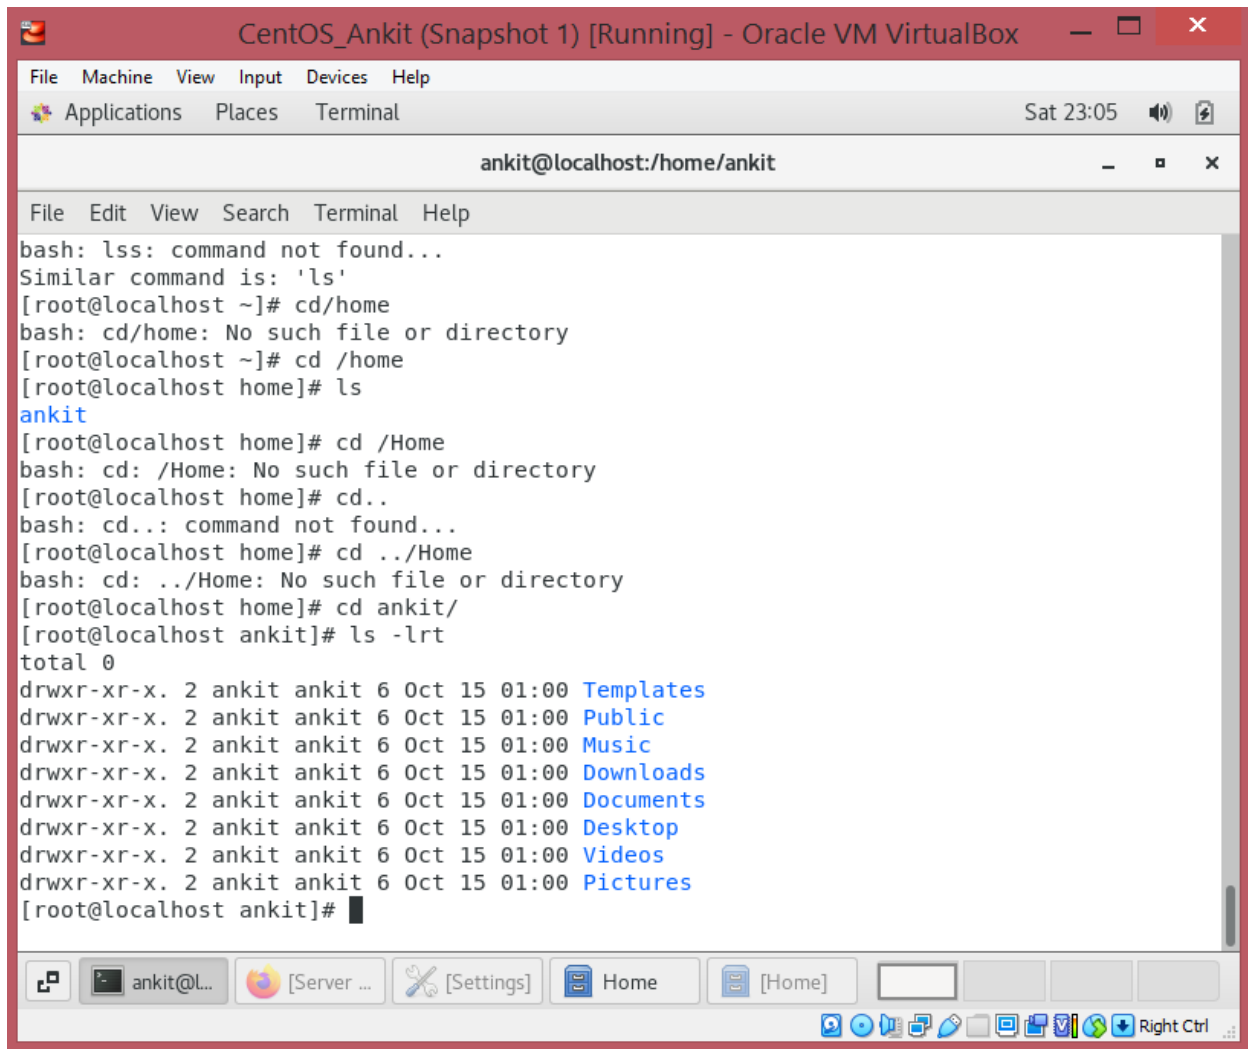 CentOS_Ankit (Snapshot 1) [Running] - Oracle VM VirtualBox
File Machine View Input Devices Help
Applications Places Terminal Sat 23:05
ankit@localhost:/home/ankit
File Edit View Search Terminal Help
bash: lss: command not found...
Similar command is: 'ls'
[root@localhost ~]# cd/home
bash: cd/home: No such file or directory
[root@localhost ~]# cd /home
[root@localhost home]# ls
ankit
[root@localhost home]# cd /Home
bash: cd: /Home: No such file or directory
[root@localhost home]# cd..
bash: cd..: command not found...
[root@localhost home]# cd ../Home
bash: cd: ../Home: No such file or directory
[root@localhost home]# cd ankit/
[root@localhost ankit]# ls -lrt
total 0
drwxr-xr-x. 2 ankit ankit 6 Oct 15 01:00 Templates
drwxr-xr-x. 2 ankit ankit 6 Oct 15 01:00 Public
drwxr-xr-x. 2 ankit ankit 6 Oct 15 01:00 Music
drwxr-xr-x. 2 ankit ankit 6 Oct 15 01:00 Downloads
drwxr-xr-x. 2 ankit ankit 6 Oct 15 01:00 Documents
drwxr-xr-x. 2 ankit ankit 6 Oct 15 01:00 Desktop
drwxr-xr-x. 2 ankit ankit 6 Oct 15 01:00 Videos
drwxr-xr-x. 2 ankit ankit 6 Oct 15 01:00 Pictures
[root@localhost ankit]#
ankit@l... [Server ... [Settings] Home [Home]
Right Ctrl